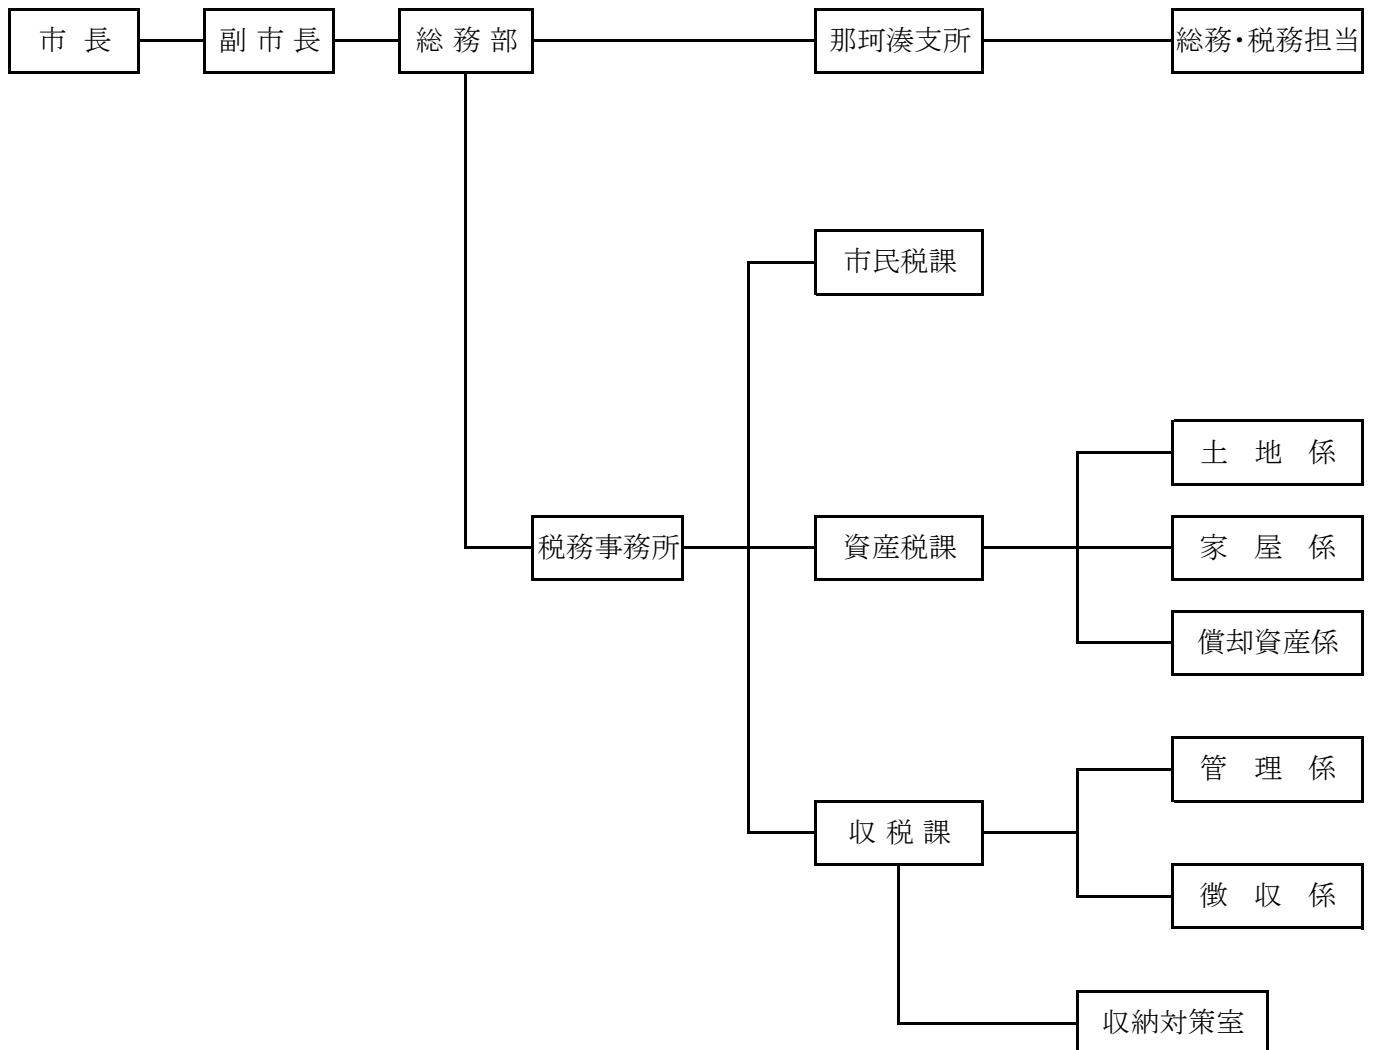 市 長
副 市 長
総 務 部
那珂湊支所
総務･税務担当
市民税課
土 地 係
税務事務所
資産税課
家 屋 係
償却資産係
管 理 係
収 税 課
徴 収 係
収納対策室